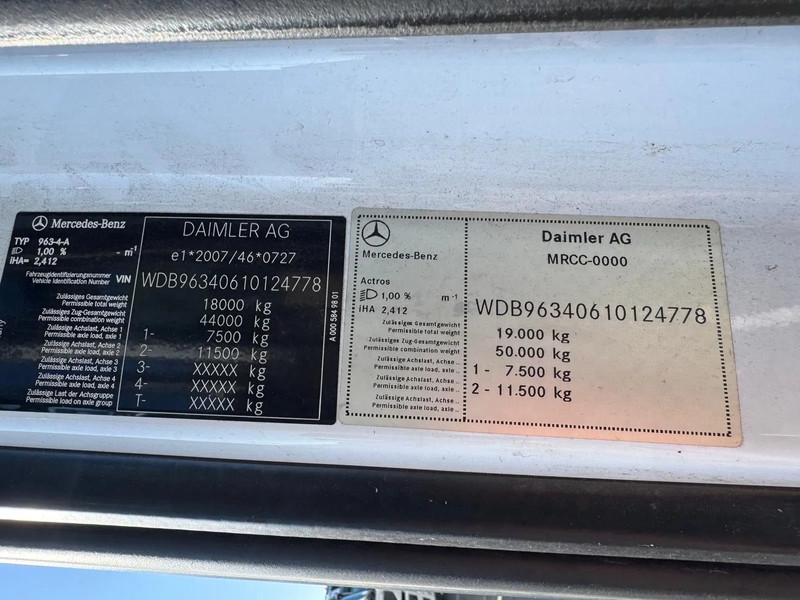 Mercedes-Benz
TYP 963-4-A
1,00 % - m⁻¹
iHA= 2,412
DAIMLER AG
e1*2007/46*0727
Fahrzeugidentifizierungsnummer
Vehicle Identification Number VIN WDB96340610124778
Zulässiges Gesamtgewicht
Permissible total weight 18000 kg
Zulässiges Zug-Gesamtgewicht
Permissible combination weight 44000 kg
Zulässige Achslast, Achse 1
Permissible axle load, axle 1 1- 7500 kg
Zulässige Achslast, Achse 2
Permissible axle load, axle 2 2- 11500 kg
Zulässige Achslast, Achse 3
Permissible axle load, axle 3 3- XXXXX kg
Zulässige Achslast, Achse 4
Permissible axle load, axle 4 4- XXXXX kg
Zulässige Last der Achsgruppe
Permissible load on axle group T- XXXXX kg
A 000 584 98 01
Mercedes-Benz
Actros
1,00 % m⁻¹
iHA 2,412
Daimler AG
MRCC-0000
WDB96340610124778
Zulässiges Gesamtgewicht
Permissible total weight 19.000 kg
Zulässiges Zug-Gesamtgewicht
Permissible combination weight 50.000 kg
Zulässige Achslast, Achse ..
Permissible axle load, axle .. 1 - 7.500 kg
Zulässige Achslast, Achse ..
Permissible axle load, axle .. 2 - 11.500 kg
Zulässige Achslast, Achse ..
Permissible axle load, axle ..